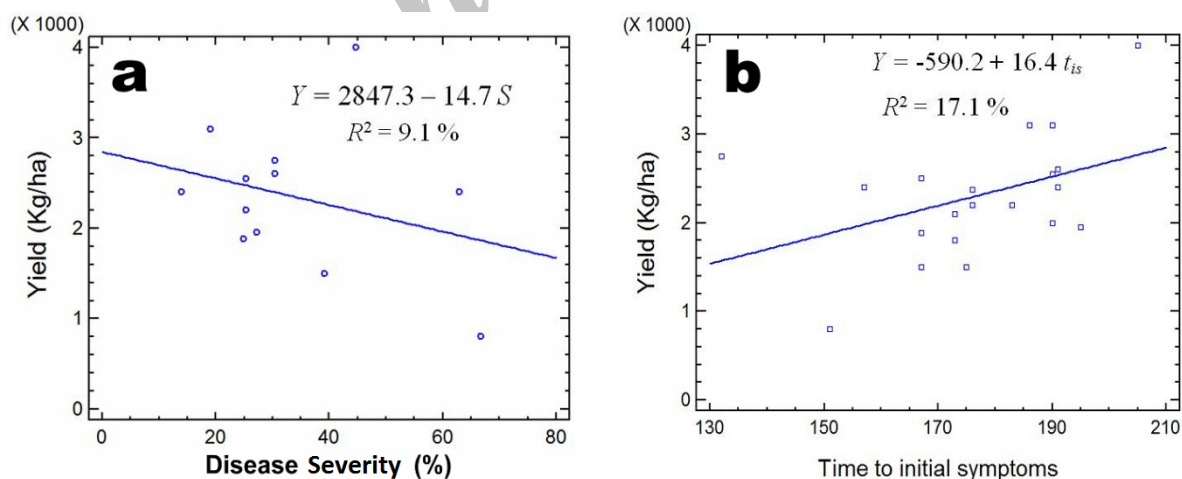 (X 1000)
a
Y = 2847.3 – 14.7 S
R² = 9.1 %
4
3
2
1
0
Yield (Kg/ha)
0 20 40 60 80
Disease Severity (%)
(X 1000)
b
Y = -590.2 + 16.4 tis
R² = 17.1 %
4
3
2
1
0
Yield (Kg/ha)
130 150 170 190 210
Time to initial symptoms